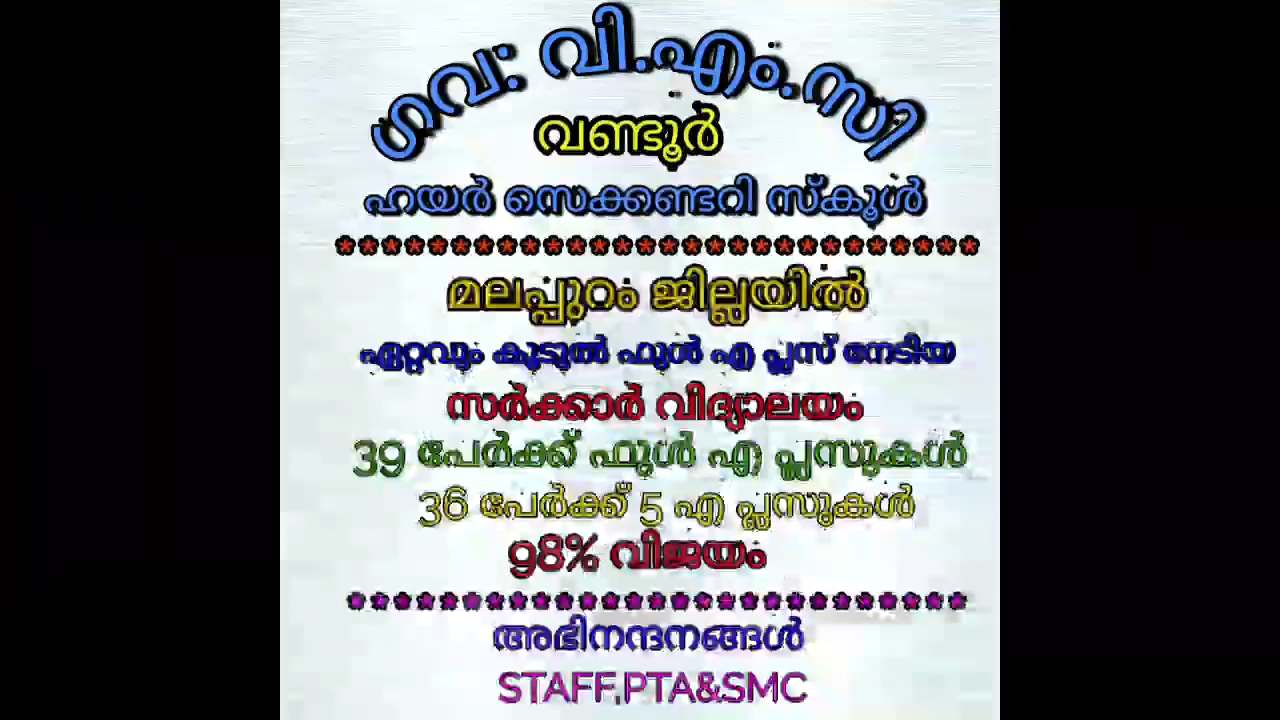 ഗവ: വി.എം.സി
വണ്ടൂർ
ഹയർ സെക്കണ്ടറി സ്കൂൾ
****************************
മലപ്പുറം ജില്ലയിൽ
ഏറ്റവും കൂടുൽ ഫുൾ എ പ്ലസ് നേടിയ
സർക്കാർ വിദ്യാലയം
39 പേർക്ക് ഫുൾ എ പ്ലസുകൾ
36 പേർക്ക് 5 എ പ്ലസുകൾ
98% വിജയം
**************************
അഭിനന്ദനങ്ങൾ
STAFF,PTA&SMC